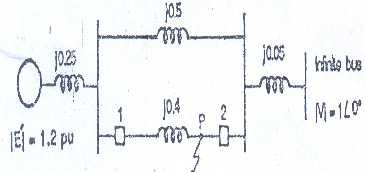 j0.5
j0.25
j0.05
Infinite bus
1
j0.4
P
2
|E'| = 1.2 pu
|V| = 1∠0°